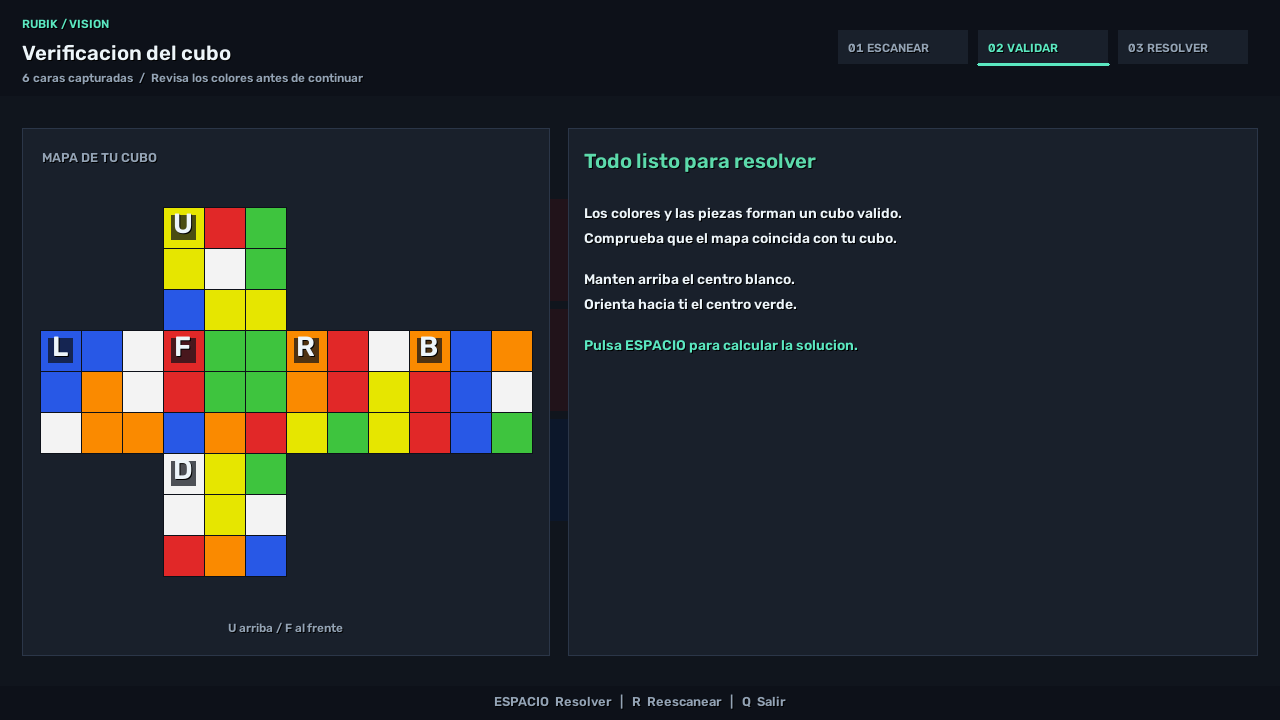 RUBIK / VISION
Verificacion del cubo
6 caras capturadas / Revisa los colores antes de continuar
01 ESCANEAR
02 VALIDAR
03 RESOLVER
MAPA DE TU CUBO
U
L
F
R
B
D
U arriba / F al frente
Todo listo para resolver
Los colores y las piezas forman un cubo valido.
Comprueba que el mapa coincida con tu cubo.
Manten arriba el centro blanco.
Orienta hacia ti el centro verde.
Pulsa ESPACIO para calcular la solucion.
ESPACIO Resolver | R Reescanear | Q Salir